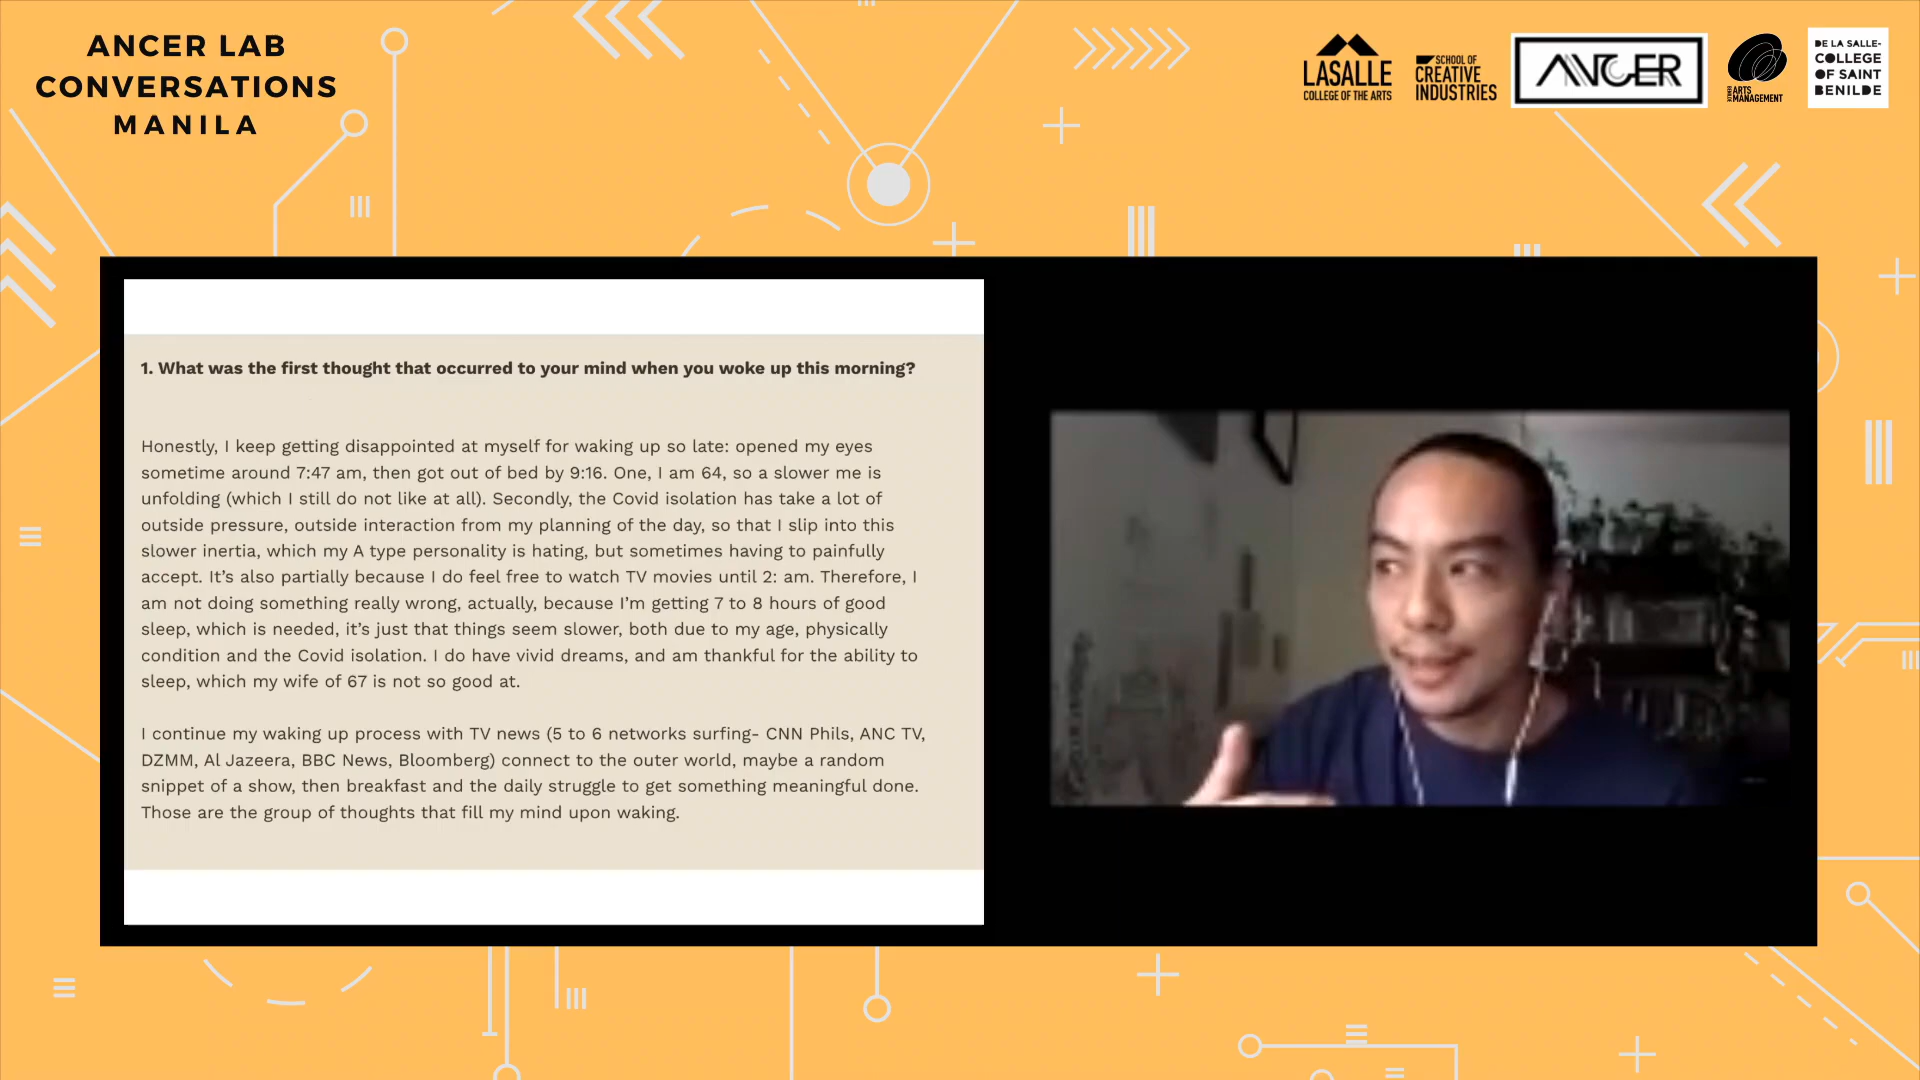 ANCER LAB
CONVERSATIONS
MANILA
LASALLE
COLLEGE OF THE ARTS
SCHOOL OF
CREATIVE
INDUSTRIES
ANCER
ARTS
MANAGEMENT
DE LA SALLE-
COLLEGE
OF SAINT
BENILDE
1. What was the first thought that occurred to your mind when you woke up this morning?
Honestly, I keep getting disappointed at myself for waking up so late: opened my eyes
sometime around 7:47 am, then got out of bed by 9:16. One, I am 64, so a slower me is
unfolding (which I still do not like at all). Secondly, the Covid isolation has take a lot of
outside pressure, outside interaction from my planning of the day, so that I slip into this
slower inertia, which my A type personality is hating, but sometimes having to painfully
accept. It’s also partially because I do feel free to watch TV movies until 2: am. Therefore, I
am not doing something really wrong, actually, because I’m getting 7 to 8 hours of good
sleep, which is needed, it’s just that things seem slower, both due to my age, physically
condition and the Covid isolation. I do have vivid dreams, and am thankful for the ability to
sleep, which my wife of 67 is not so good at.
I continue my waking up process with TV news (5 to 6 networks surfing- CNN Phils, ANC TV,
DZMM, Al Jazeera, BBC News, Bloomberg) connect to the outer world, maybe a random
snippet of a show, then breakfast and the daily struggle to get something meaningful done.
Those are the group of thoughts that fill my mind upon waking.